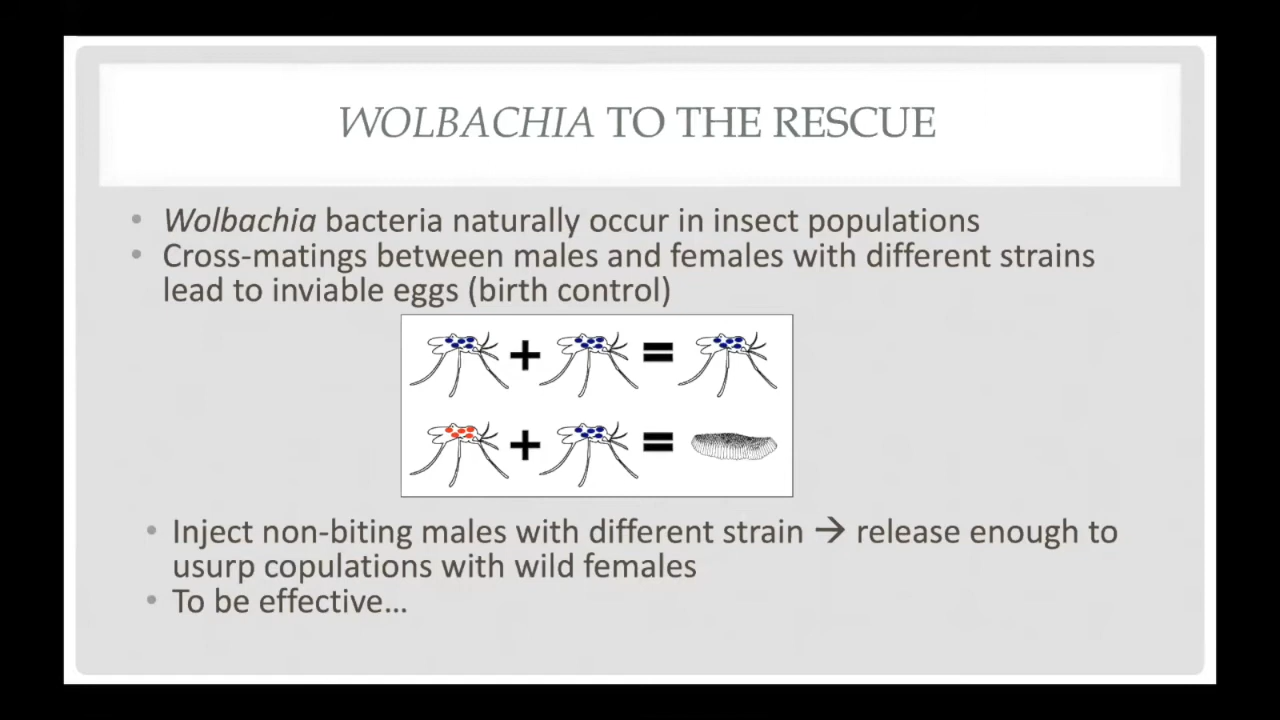 WOLBACHIA TO THE RESCUE
• Wolbachia bacteria naturally occur in insect populations
• Cross-matings between males and females with different strains
lead to inviable eggs (birth control)
+ =
+ =
• Inject non-biting males with different strain → release enough to
usurp copulations with wild females
• To be effective...